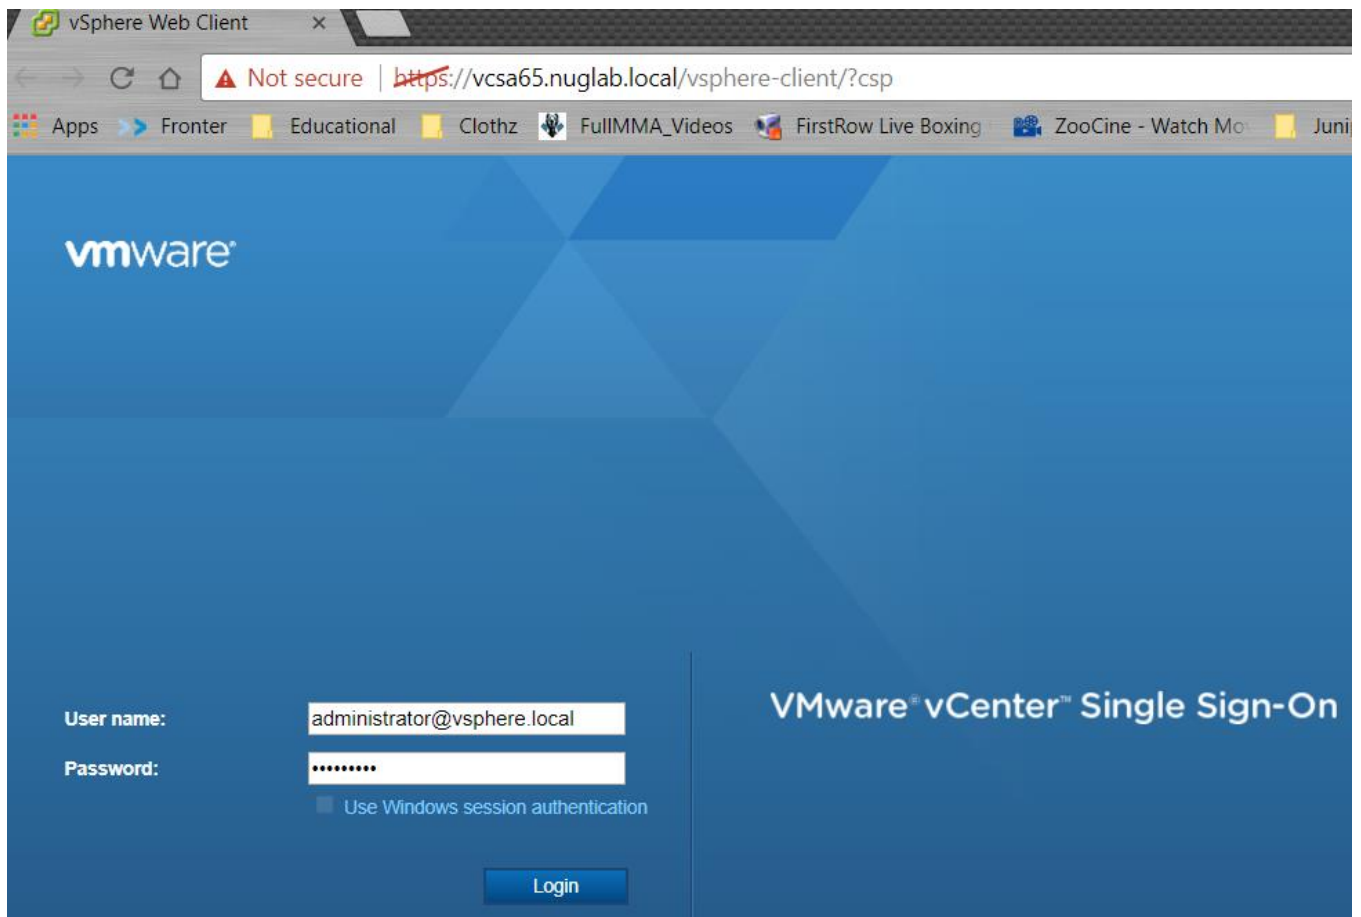 vSphere Web Client
Not secure | https://vcsa65.nuglab.local/vsphere-client/?csp
Apps Fronter Educational Clothz FullMMA_Videos FirstRow Live Boxing ZooCine - Watch Mo Juni
vmware®
VMware® vCenter™ Single Sign-On
User name: administrator@vsphere.local
Password: •••••••••
Use Windows session authentication
Login